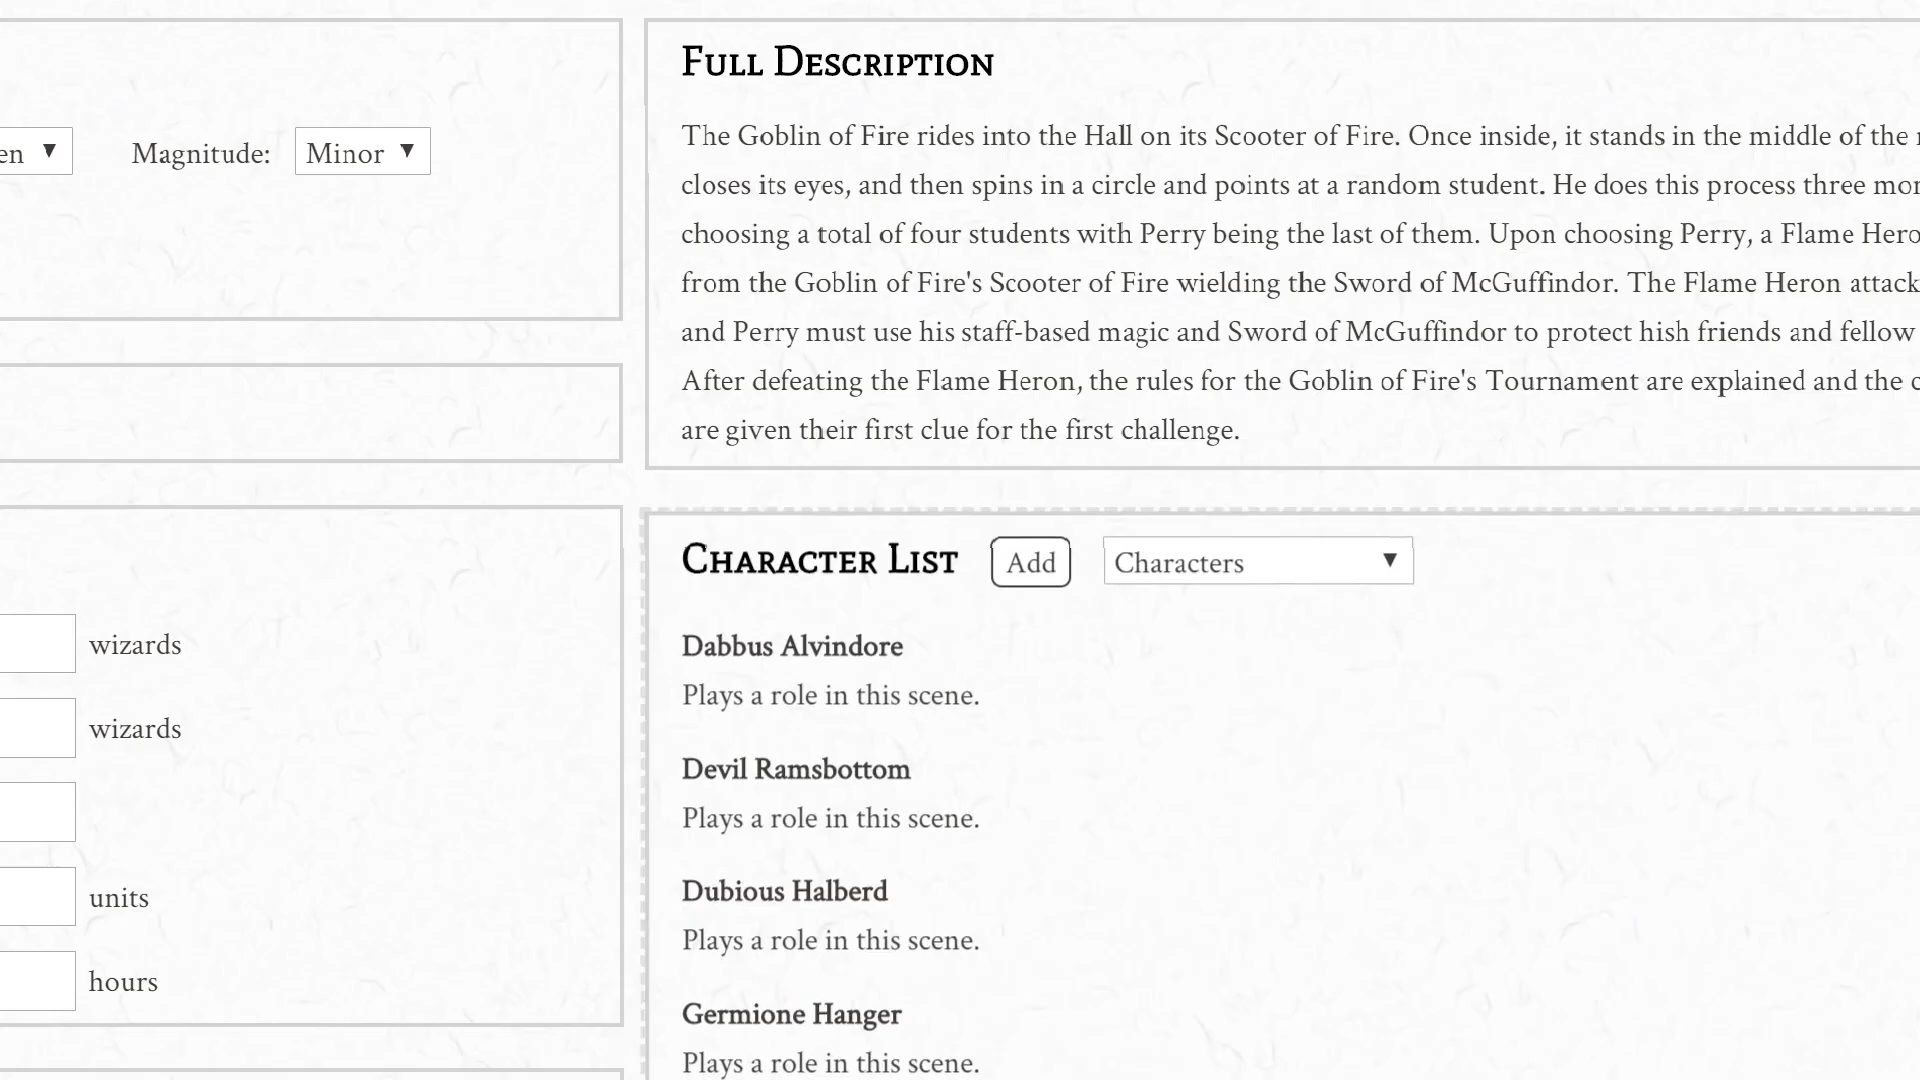 en ▼ Magnitude: Minor ▼
wizards
wizards
units
hours
Full Description
The Goblin of Fire rides into the Hall on its Scooter of Fire. Once inside, it stands in the middle of the
closes its eyes, and then spins in a circle and points at a random student. He does this process three
choosing a total of four students with Perry being the last of them. Upon choosing Perry, a Flame
from the Goblin of Fire's Scooter of Fire wielding the Sword of McGuffindor. The Flame Heron attack
and Perry must use his staff-based magic and Sword of McGuffindor to protect hish friends and fellow
After defeating the Flame Heron, the rules for the Goblin of Fire's Tournament are explained and the
are given their first clue for the first challenge.
Character List Add Characters ▼
Dabbus Alvindore
Plays a role in this scene.
Devil Ramsbottom
Plays a role in this scene.
Dubious Halberd
Plays a role in this scene.
Germione Hanger
Plays a role in this scene.